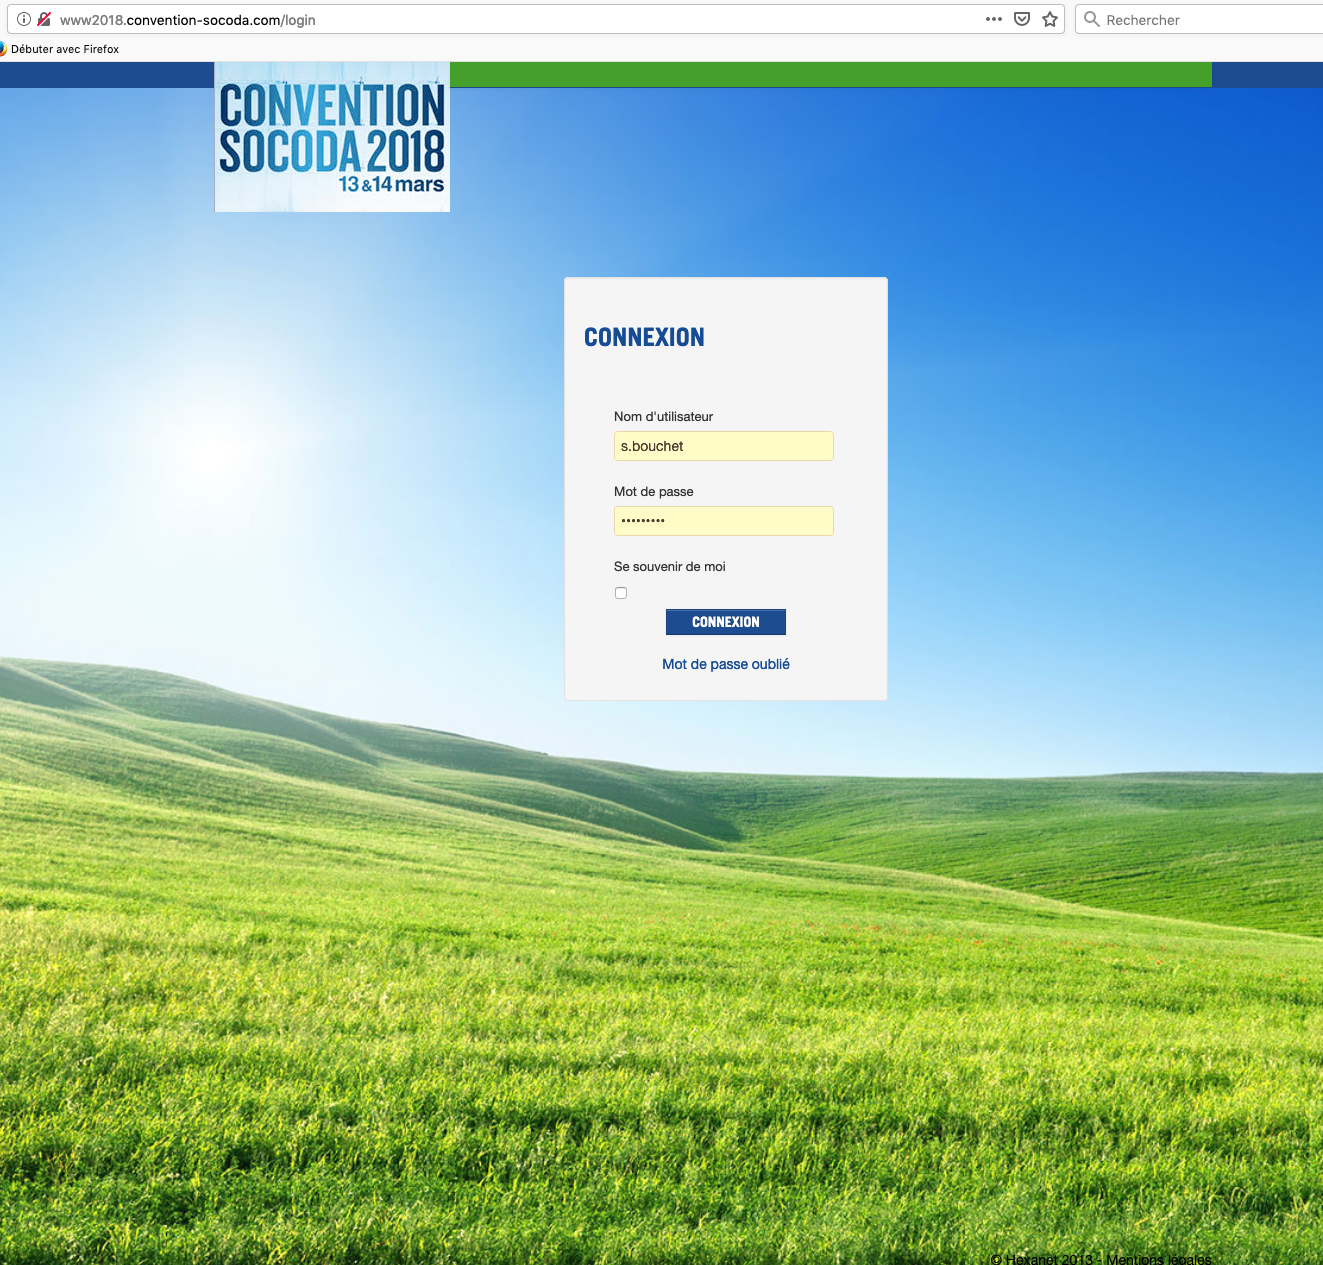 www2018.convention-socoda.com/login
Rechercher
Débuter avec Firefox
CONVENTION
SOCODA 2018
13 & 14 mars
CONNEXION
Nom d'utilisateur
s.bouchet
Mot de passe
•••••••••
Se souvenir de moi
CONNEXION
Mot de passe oublié
© Hexanet 2013 - Mentions légales